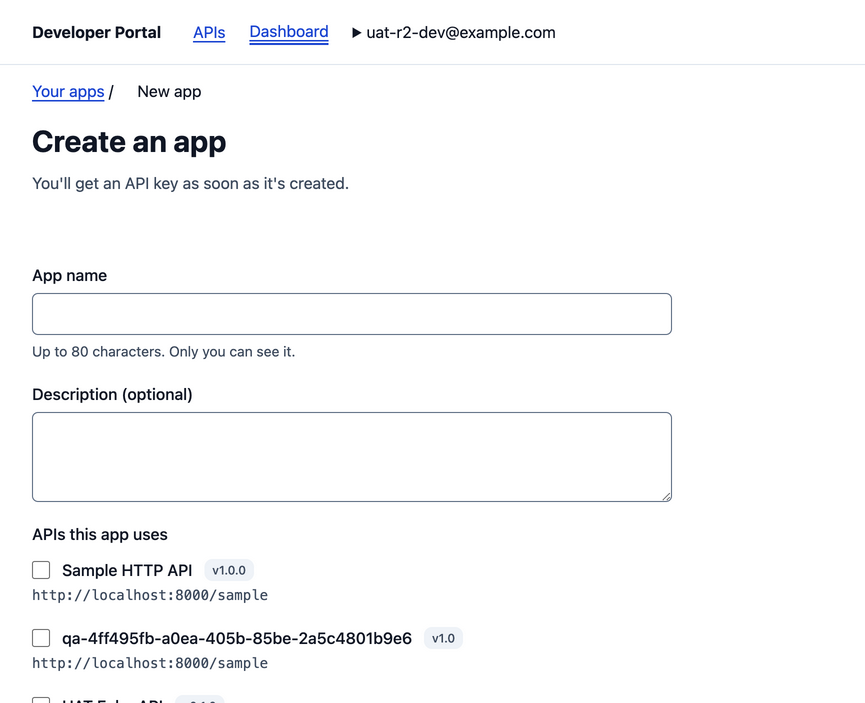 Developer Portal APIs Dashboard ▶ uat-r2-dev@example.com
Your apps / New app
Create an app
You'll get an API key as soon as it's created.
App name
Up to 80 characters. Only you can see it.
Description (optional)
APIs this app uses
Sample HTTP API v1.0.0
http://localhost:8000/sample
qa-4ff495fb-a0ea-405b-85be-2a5c4801b9e6 v1.0
http://localhost:8000/sample